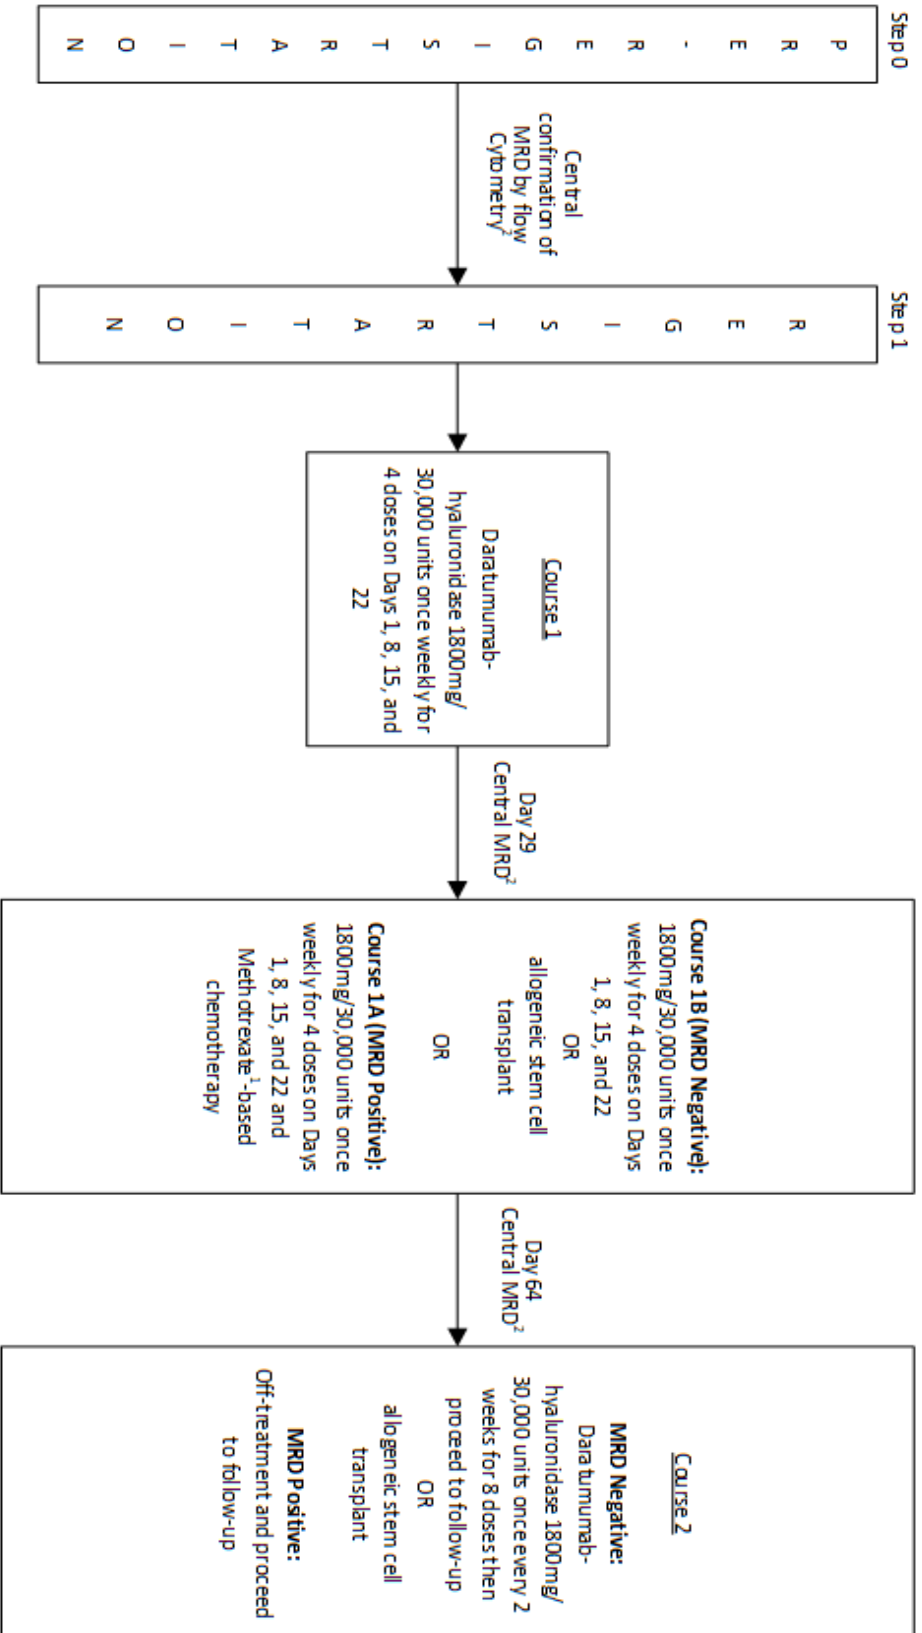 Step 0
PRE-REGISTRATION
Central
confirmation of
MRD by flow
Cytometry²
Step 1
REGISTRATION
Course 1
Daratumumab-
hyaluronidase 1800mg/
30,000 units once weekly for
4 doses on Days 1, 8, 15, and
22
Day 29
Central MRD²
Course 1B (MRD Negative):
1800mg/30,000 units once
weekly for 4 doses on Days
1, 8, 15, and 22
OR
allogeneic stem cell
transplant
OR
Course 1A (MRD Positive):
1800mg/30,000 units once
weekly for 4 doses on Days
1, 8, 15, and 22 and
Methotrexate¹-based
chemotherapy
Day 64
Central MRD²
Course 2
MRD Negative:
Daratumumab-
hyaluronidase 1800mg/
30,000 units once every 2
weeks for 8 doses then
proceed to follow-up
OR
allogeneic stem cell
transplant
MRD Positive:
Off-treatment and proceed
to follow-up